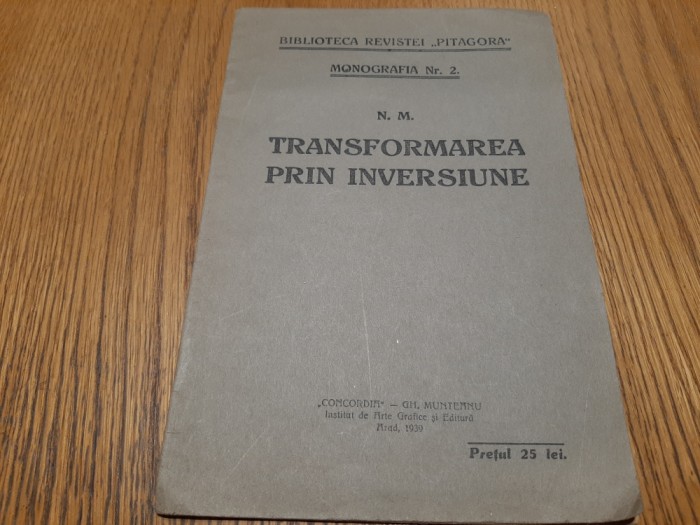 BIBLIOTECA REVISTEI „PITAGORA“
MONOGRAFIA Nr. 2.
N. M.
TRANSFORMAREA
PRIN INVERSIUNE
„CONCORDIA“ – GH. MUNTEANU
Institut de Arte Grafice și Editură
Arad, 1939
Prețul 25 lei.